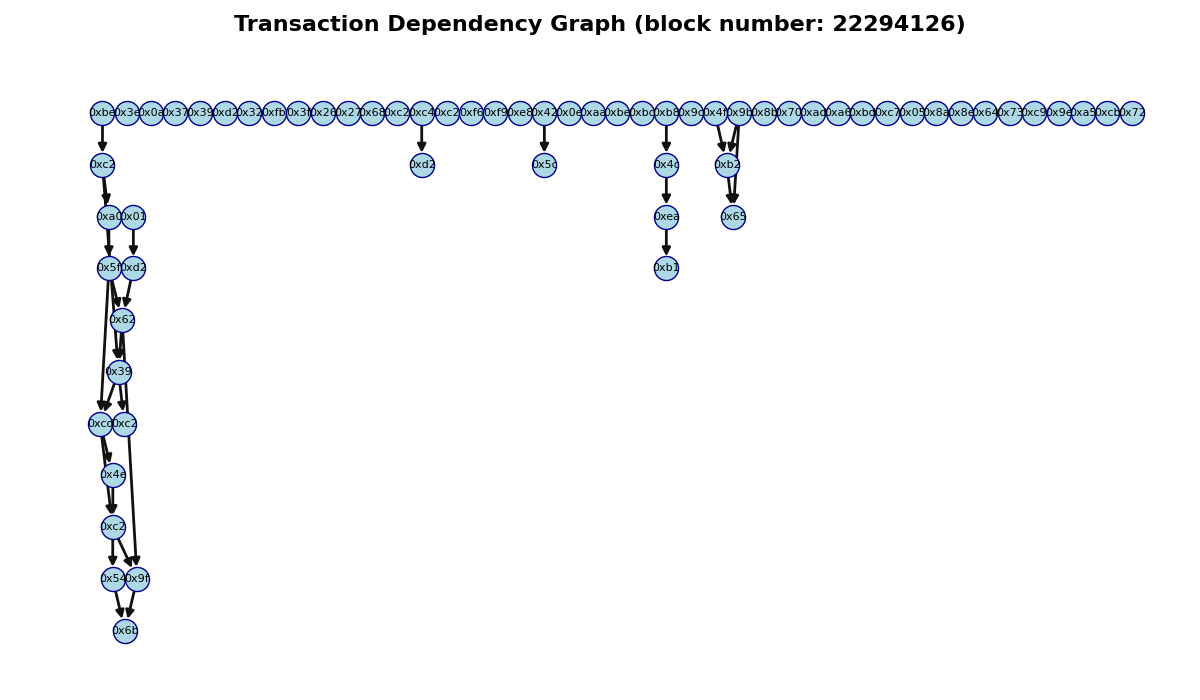 Transaction Dependency Graph (block number: 22294126)
0xbe 0x3e 0x0a 0x37 0x39 0xd2 0x32 0xfb 0x3f 0x26 0x27 0x68 0xc2 0xc4 0xc2 0xf6 0xf9 0xe8 0x42 0x0e 0xaa 0xbe 0xbc 0xb8 0x9c 0x4f 0x9b 0x8b 0x70 0xad 0xa6 0xbd 0xc7 0x05 0x8a 0x8e 0x64 0x73 0xc9 0x9e 0xa5 0xcb 0x72
0xc2 0xd2 0x5c 0x4c 0xb2
0xa0 0x01 0xea 0x65
0x5f 0xd2 0xb1
0x62
0x39
0xcd 0xc2
0x4e
0xc2
0x54 0x9f
0x6b